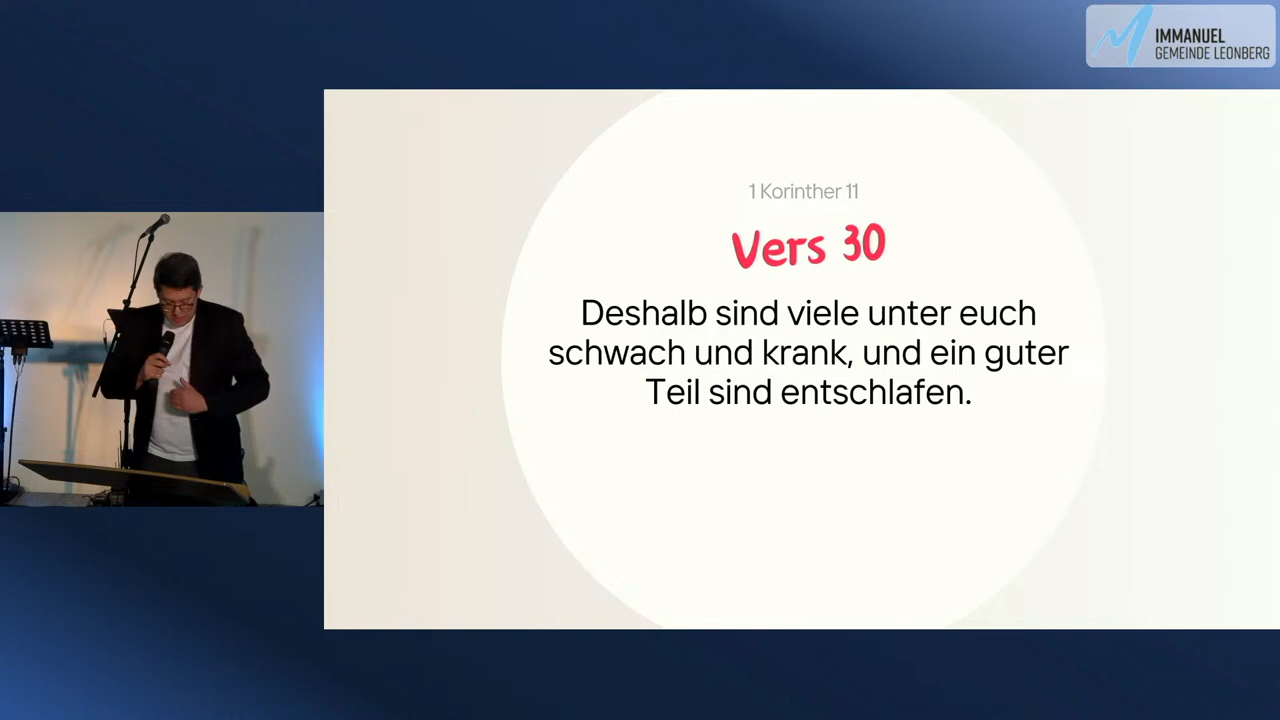 IMMANUEL
GEMEINDE LEONBERG
1 Korinther 11
Vers 30
Deshalb sind viele unter euch
schwach und krank, und ein guter
Teil sind entschlafen.